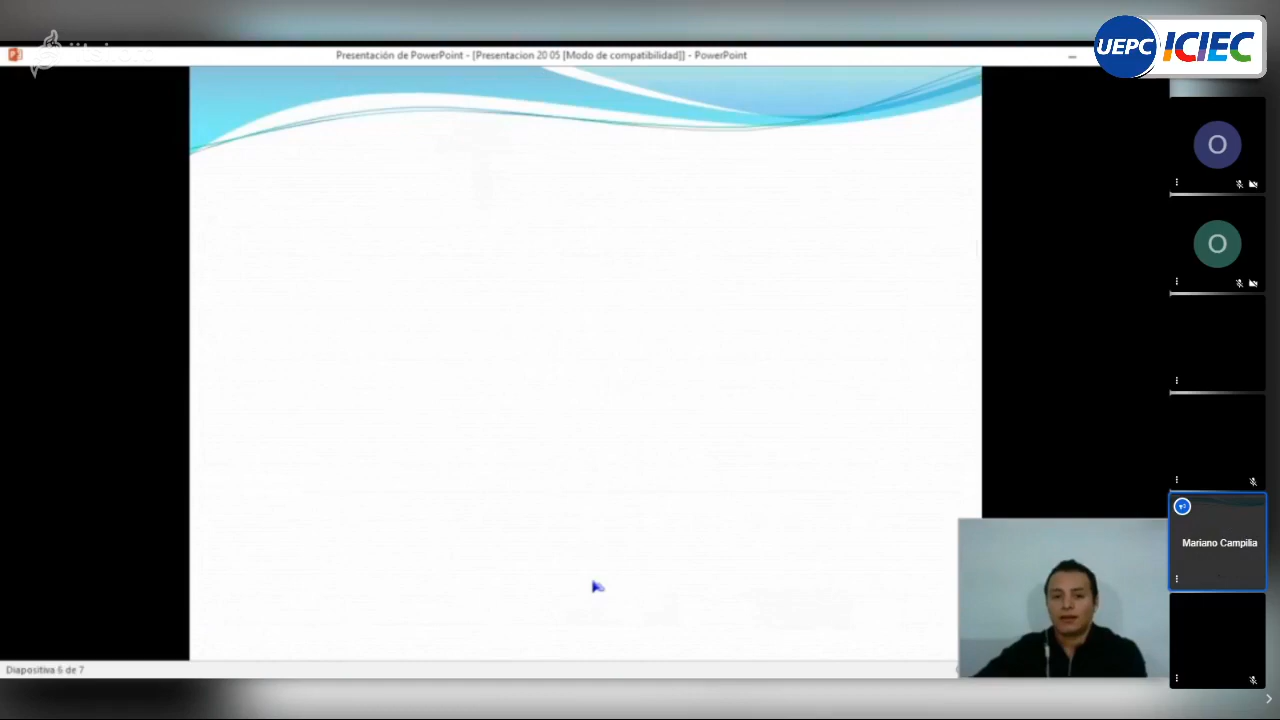 UEPC ICIEC
Presentación de PowerPoint - [Presentacion 20 05 [Modo de compatibilidad]] - PowerPoint
O
O
Mariano Campilia
Diapositiva 6 de 7